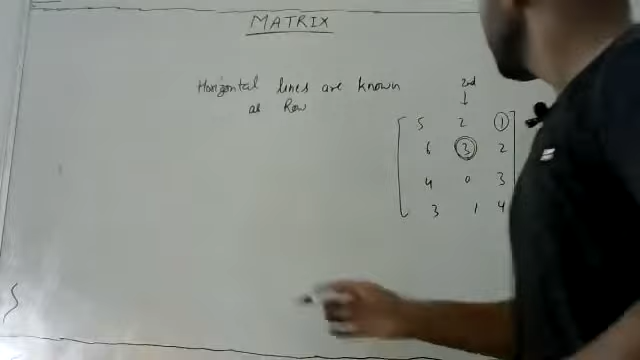 MATRIX
Horizontal lines are known
as Row
2nd
5 2 1
6 3 2
4 0 3
3 1 4